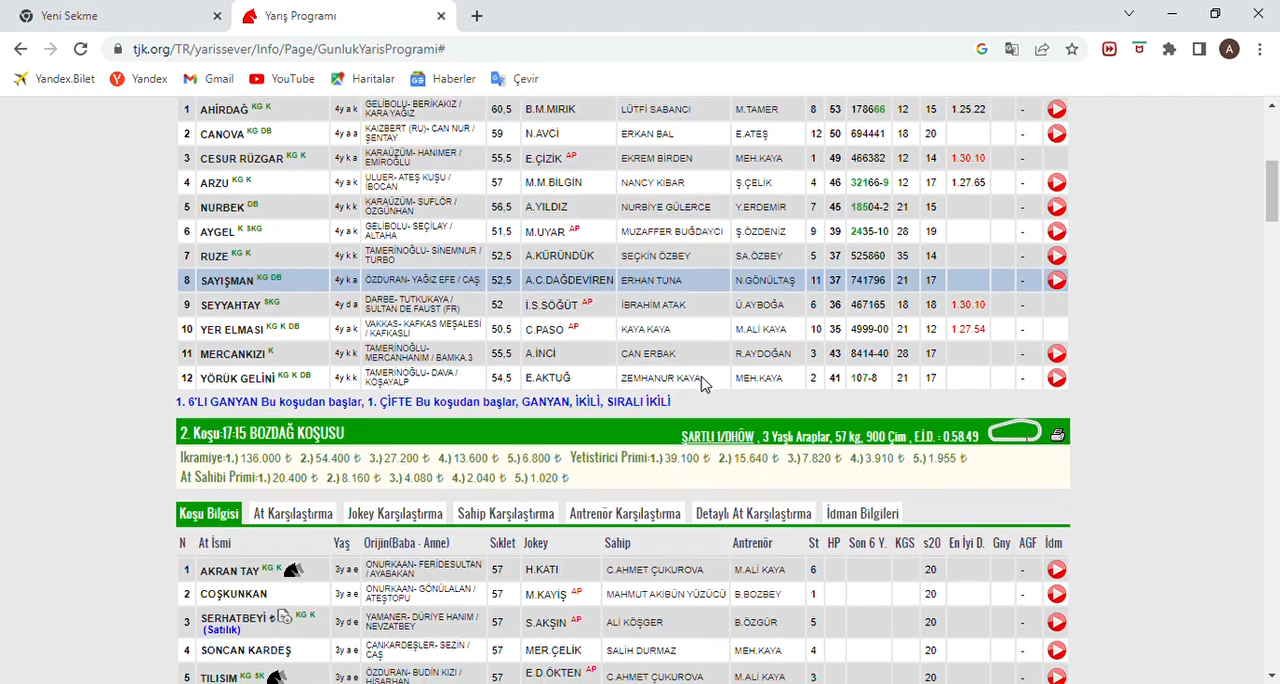 Yeni Sekme
Yarış Programı
tjk.org/TR/yarissever/Info/Page/GunlukYarisProgrami#
A
Yandex.Bilet Yandex Gmail YouTube Haritalar Haberler Çevir
1 AHİRDAĞ KG K 4y a k GELİBOLU- BERİKAKIZ / KARAYAĞIZ 60,5 B.M.MIRIK LÜTFİ SABANCI M.TAMER 8 53 178666 12 15 1.25.22 -
2 CANOVA KG DB 4y a a KAIZBERT (RU)- CAN NUR / ŞENTAY 59 N.AVCİ ERKAN BAL E.ATEŞ 12 50 694441 18 20 -
3 CESUR RÜZGAR KG K 4y k a KARAÜZÜM- HANIMER / EMİROĞLU 55,5 E.ÇİZİK AP EKREM BİRDEN MEH.KAYA 1 49 466382 12 14 1.30.10 -
4 ARZU KG K 4y k k ULUER- ATEŞ KUŞU / İBOCAN 57 M.M.BİLGİN NANCY KİBAR Ş.ÇELİK 4 46 32166-9 12 17 1.27.65 -
5 NURBEK DB 4y k k KARAÜZÜM- SUFLÖR / ÖZGÜNHAN 56,5 A.YILDIZ NURBİYE GÜLERCE Y.ERDEMİR 7 45 18504-2 21 15 -
6 AYGEL K SKG 4y k k GELİBOLU- SEÇİLAY / ALTAHA 51,5 M.UYAR AP MUZAFFER BUĞDAYCI Ş.ÖZDENİZ 9 39 2435-10 28 19 -
7 RUZE KG K 4y k k TAMERİNOĞLU- SİNEMNUR / TURBO 52,5 A.KÜRÜNDÜK SEÇKİN ÖZBEY SA.ÖZBEY 5 37 525860 35 14 -
8 SAYIŞMAN KG DB 4y k k ÖZDURAN- YAĞIZ EFE / CAŞ 52,5 A.C.DAĞDEVİREN ERHAN TUNA N.GÖNÜLTAŞ 11 37 741796 21 17 -
9 SEYYAHTAY SKG 4y d a DARBE- TUTKUKAYA / SULTAN DE FAUST (FR) 52 İ.S.SÖĞÜT AP İBRAHİM ATAK Ü.AYBOĞA 6 36 467165 18 18 1.30.10 -
10 YER ELMASI KG K DB 4y a k VAKKAS- KAFKAS MEŞALESİ / KAFKASLI 50,5 C.PASO AP KAYA KAYA M.ALİ KAYA 10 35 4999-00 21 12 1.27.54 -
11 MERCANKIZI K 4y k k TAMERİNOĞLU- MERCANHANIM / BAMKA.3 55,5 A.İNCİ CAN ERBAK R.AYDOĞAN 3 43 8414-40 28 17 -
12 YÖRÜK GELİNİ KG K DB 4y k k TAMERİNOĞLU- DAVA / KOŞAYALP 54,5 E.AKTUĞ ZEMHANUR KAYA MEH.KAYA 2 41 107-8 21 17 -
1. 6'LI GANYAN Bu koşudan başlar, 1. ÇİFTE Bu koşudan başlar, GANYAN, İKİLİ, SIRALI İKİLİ
2. Koşu:17:15 BOZDAĞ KOŞUSU ŞARTLI 1/DHÖW , 3 Yaşlı Araplar, 57 kg, 900 Çim , E.İ.D. : 0.58.49
Ikramiye:1.) 136.000 ₺ 2.) 54.400 ₺ 3.) 27.200 ₺ 4.) 13.600 ₺ 5.) 6.800 ₺ Yetistirici Primi:1.) 39.100 ₺ 2.) 15.640 ₺ 3.) 7.820 ₺ 4.) 3.910 ₺ 5.) 1.955 ₺
At Sahibi Primi:1.) 20.400 ₺ 2.) 8.160 ₺ 3.) 4.080 ₺ 4.) 2.040 ₺ 5.) 1.020 ₺
Koşu Bilgisi At Karşılaştırma Jokey Karşılaştırma Sahip Karşılaştırma Antrenör Karşılaştırma Detaylı At Karşılaştırma İdman Bilgileri
N At İsmi Yaş Orijin(Baba - Anne) Sıklet Jokey Sahip Antrenör St HP Son 6 Y. KGS s20 En İyi D. Gny AGF İdm
1 AKRAN TAY KG K 3y a e ONURKAAN- FERİDESULTAN / AYABAKAN 57 H.KATI C.AHMET ÇUKUROVA M.ALİ KAYA 6 20 -
2 COŞKUNKAN 3y a e ONURKAAN- GÖNÜLALAN / ATEŞTOPU 57 M.KAYİŞ AP MAHMUT AKİBÜN YÜZÜCÜ B.BOZBEY 1 20 -
3 SERHATBEYİ ₺ KG K (Satılık) 3y d e YAMANER- DÜRİYE HANIM / NEVZATBEY 57 S.AKŞIN AP ALİ KÖŞGER B.ÖZGÜR 5 20 -
4 SONCAN KARDEŞ 3y a e CANKARDEŞLER- SEZİN / CAŞ 57 MER.ÇELİK SALİH DURMAZ MEH.KAYA 4 20 -
5 TILISIM KG SK 3y a e ÖZDURAN- BUDİN KIZI / HİSARHAN 57 E.D.ÖKTEN AP C.AHMET ÇUKUROVA M.ALİ KAYA 3 20 -